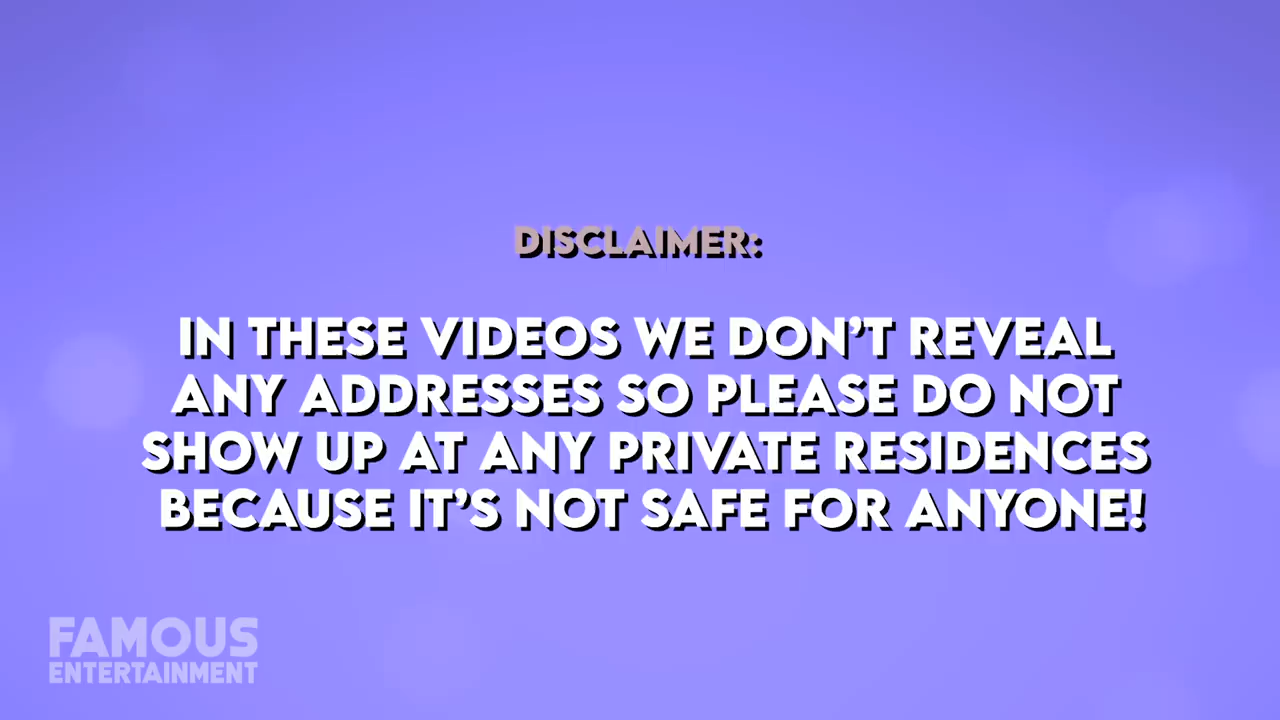 DISCLAIMER:
IN THESE VIDEOS WE DON'T REVEAL
ANY ADDRESSES SO PLEASE DO NOT
SHOW UP AT ANY PRIVATE RESIDENCES
BECAUSE IT'S NOT SAFE FOR ANYONE!
FAMOUS
ENTERTAINMENT